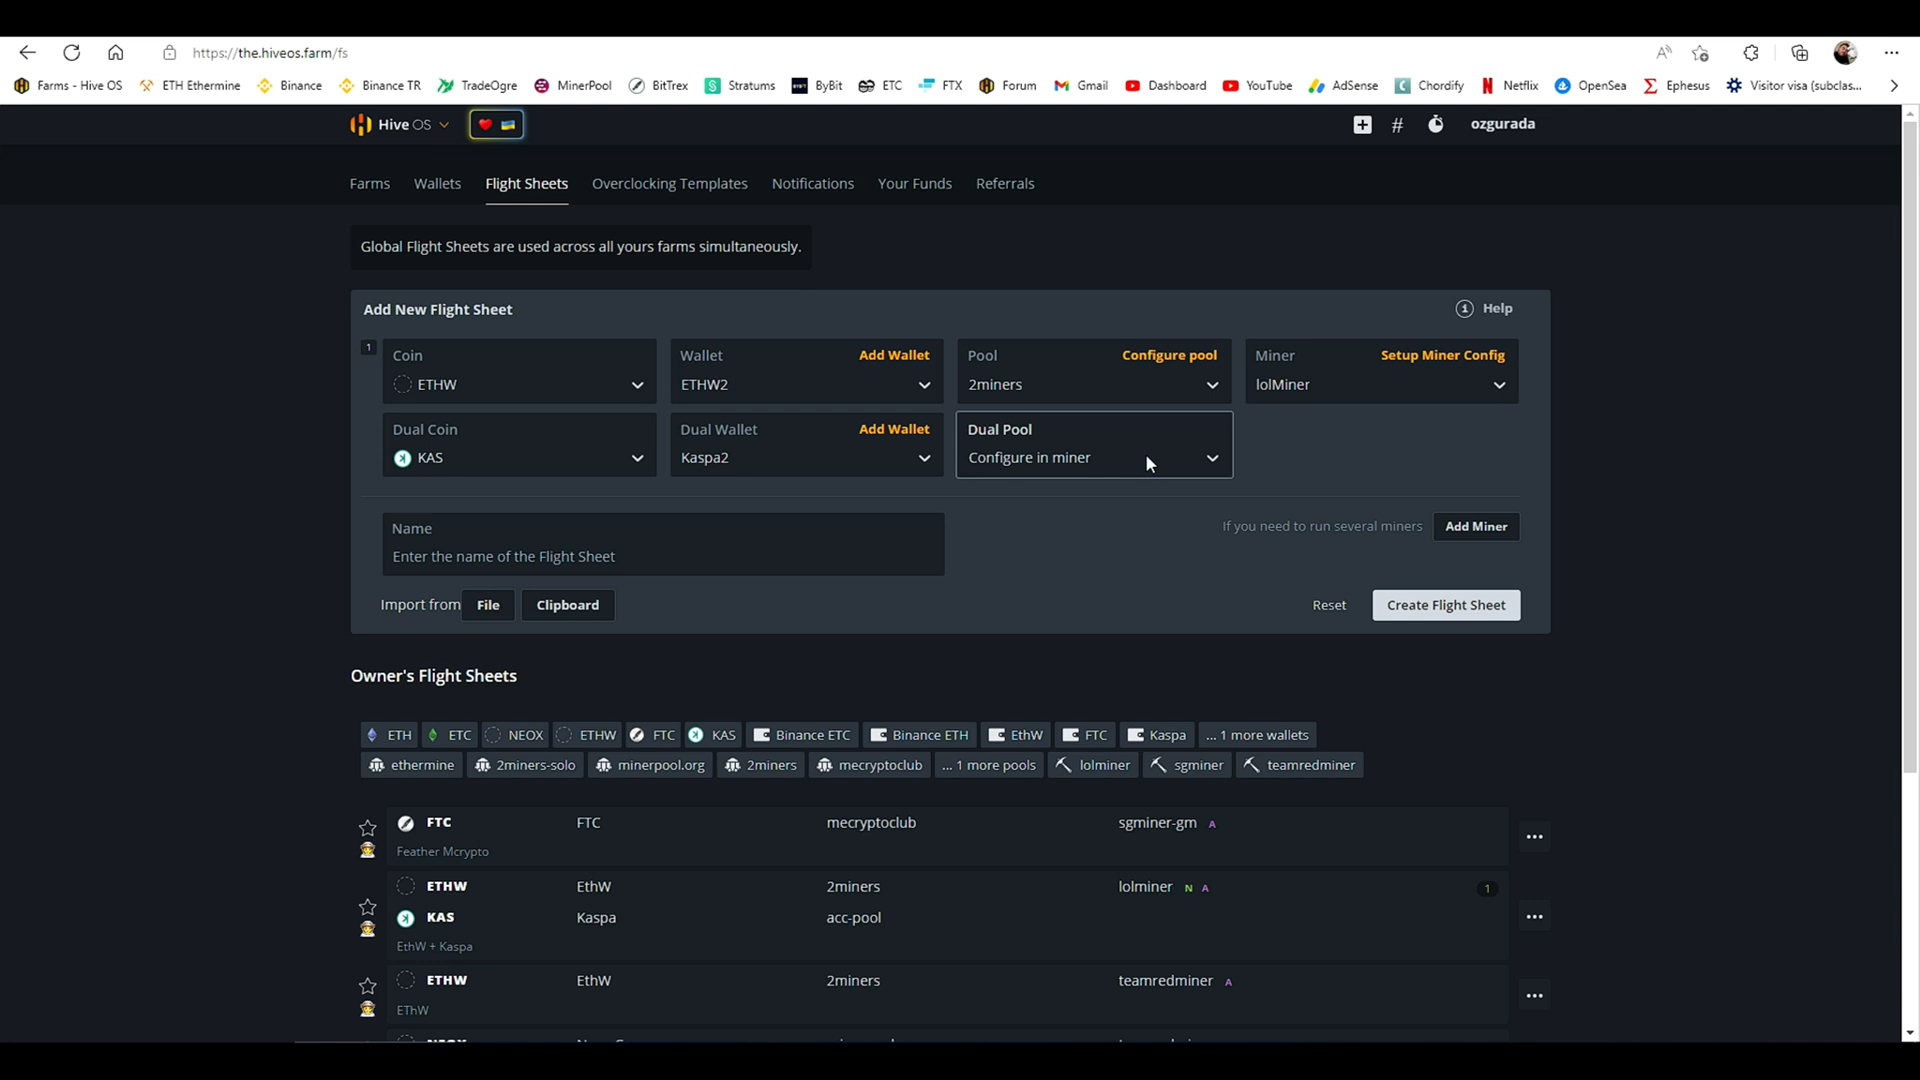 https://the.hiveos.farm/fs
Farms - Hive OS ETH Ethermine Binance Binance TR TradeOgre MinerPool BitTrex Stratums ByBit ETC FTX Forum Gmail Dashboard YouTube AdSense Chordify Netflix OpenSea Ephesus Visitor visa (subclas...
Hive OS ozgurada
Farms Wallets Flight Sheets Overclocking Templates Notifications Your Funds Referrals
Global Flight Sheets are used across all yours farms simultaneously.
Add New Flight Sheet Help
1 Coin Wallet Add Wallet Pool Configure pool Miner Setup Miner Config
ETHW ETHW2 2miners lolMiner
Dual Coin Dual Wallet Add Wallet Dual Pool
KAS Kaspa2 Configure in miner
Name If you need to run several miners Add Miner
Enter the name of the Flight Sheet
Import from File Clipboard Reset Create Flight Sheet
Owner's Flight Sheets
ETH ETC NEOX ETHW FTC KAS Binance ETC Binance ETH EthW FTC Kaspa ... 1 more wallets
ethermine 2miners-solo minerpool.org 2miners mecryptoclub ... 1 more pools lolminer sgminer teamredminer
FTC FTC mecryptoclub sgminer-gm A
Feather Mcrypto
ETHW EthW 2miners lolminer N A 1
KAS Kaspa acc-pool
EthW + Kaspa
ETHW EthW 2miners teamredminer A
EThW